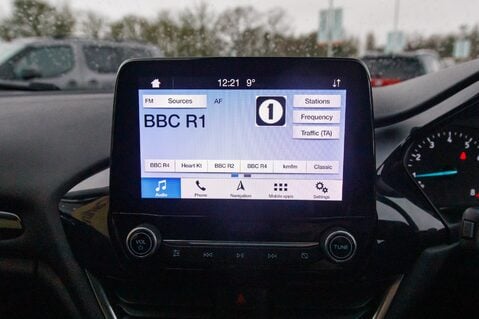 12:21 9°
FM Sources AF
1
Stations
BBC R1
Frequency
Traffic (TA)
BBC R4 Heart Kt BBC R2 BBC R4 kmfm Classic
Audio Phone Navigation Mobile apps Settings
VOL TUNE